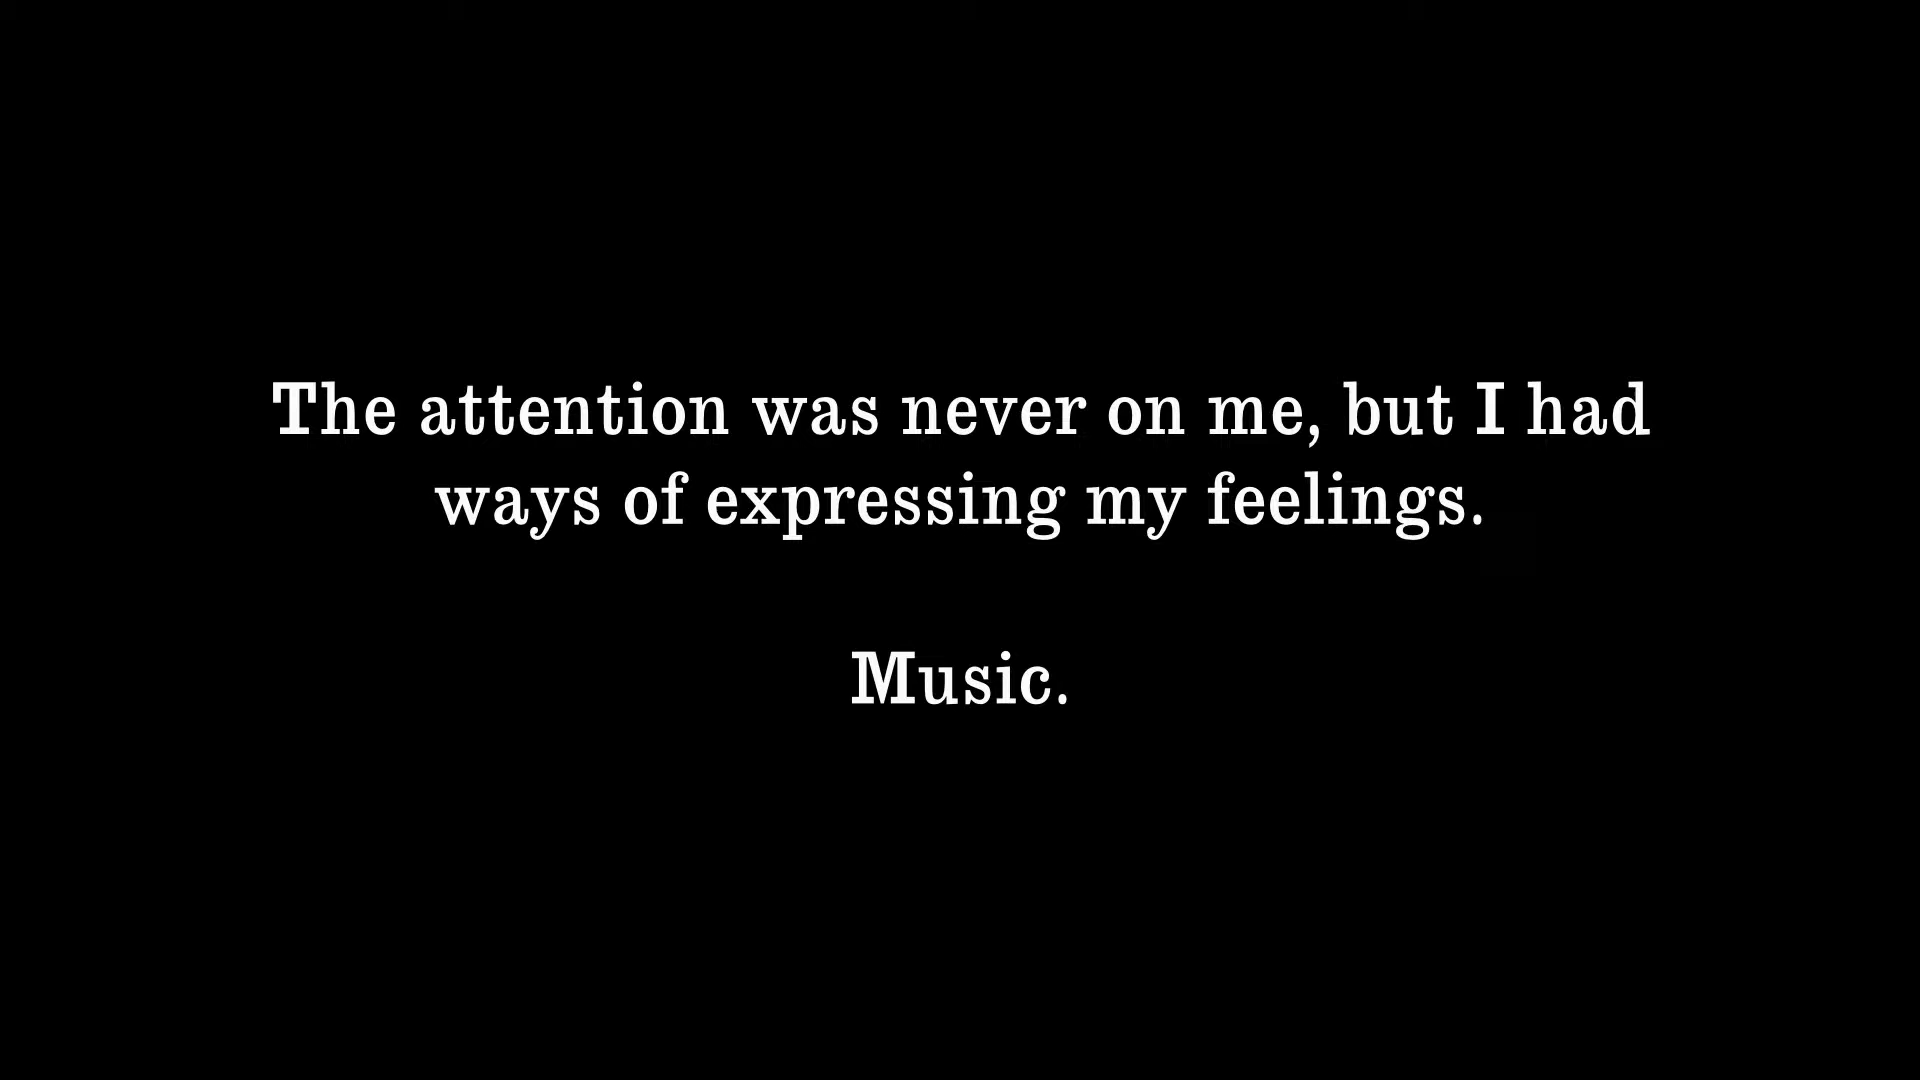 The attention was never on me, but I had
ways of expressing my feelings.
Music.